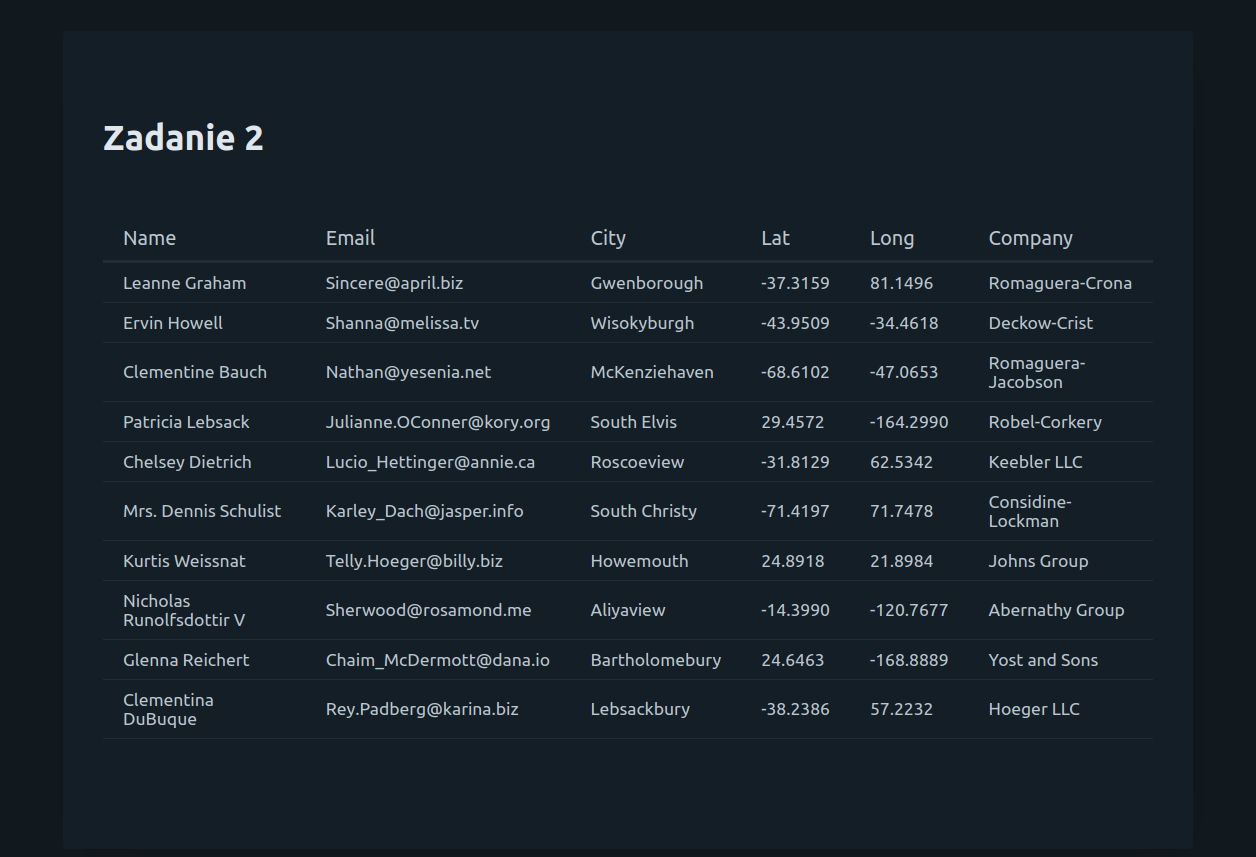 Zadanie 2
Name Email City Lat Long Company
Leanne Graham Sincere@april.biz Gwenborough -37.3159 81.1496 Romaguera-Crona
Ervin Howell Shanna@melissa.tv Wisokyburgh -43.9509 -34.4618 Deckow-Crist
Clementine Bauch Nathan@yesenia.net McKenziehaven -68.6102 -47.0653 Romaguera-
Jacobson
Patricia Lebsack Julianne.OConner@kory.org South Elvis 29.4572 -164.2990 Robel-Corkery
Chelsey Dietrich Lucio_Hettinger@annie.ca Roscoeview -31.8129 62.5342 Keebler LLC
Mrs. Dennis Schulist Karley_Dach@jasper.info South Christy -71.4197 71.7478 Considine-
Lockman
Kurtis Weissnat Telly.Hoeger@billy.biz Howemouth 24.8918 21.8984 Johns Group
Nicholas
Runolfsdottir V Sherwood@rosamond.me Aliyaview -14.3990 -120.7677 Abernathy Group
Glenna Reichert Chaim_McDermott@dana.io Bartholomebury 24.6463 -168.8889 Yost and Sons
Clementina
DuBuque Rey.Padberg@karina.biz Lebsackbury -38.2386 57.2232 Hoeger LLC